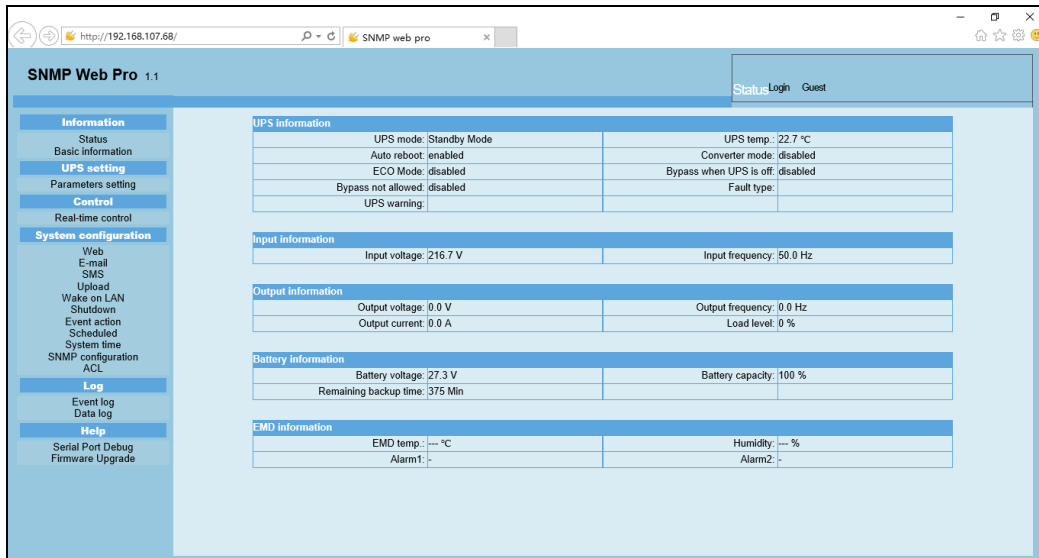 http://192.168.107.68/
SNMP web pro
SNMP Web Pro 1.1
Status Login Guest
Information
Status
Basic information
UPS setting
Parameters setting
Control
Real-time control
System configuration
Web
E-mail
SMS
Upload
Wake on LAN
Shutdown
Event action
Scheduled
System time
SNMP configuration
ACL
Log
Event log
Data log
Help
Serial Port Debug
Firmware Upgrade
UPS information
UPS mode: Standby Mode UPS temp.: 22.7 °C
Auto reboot: enabled Converter mode: disabled
ECO Mode: disabled Bypass when UPS is off: disabled
Bypass not allowed: disabled Fault type:
UPS warning:
Input information
Input voltage: 216.7 V Input frequency: 50.0 Hz
Output information
Output voltage: 0.0 V Output frequency: 0.0 Hz
Output current: 0.0 A Load level: 0 %
Battery information
Battery voltage: 27.3 V Battery capacity: 100 %
Remaining backup time: 375 Min
EMD information
EMD temp.: --- °C Humidity: --- %
Alarm1: - Alarm2: -